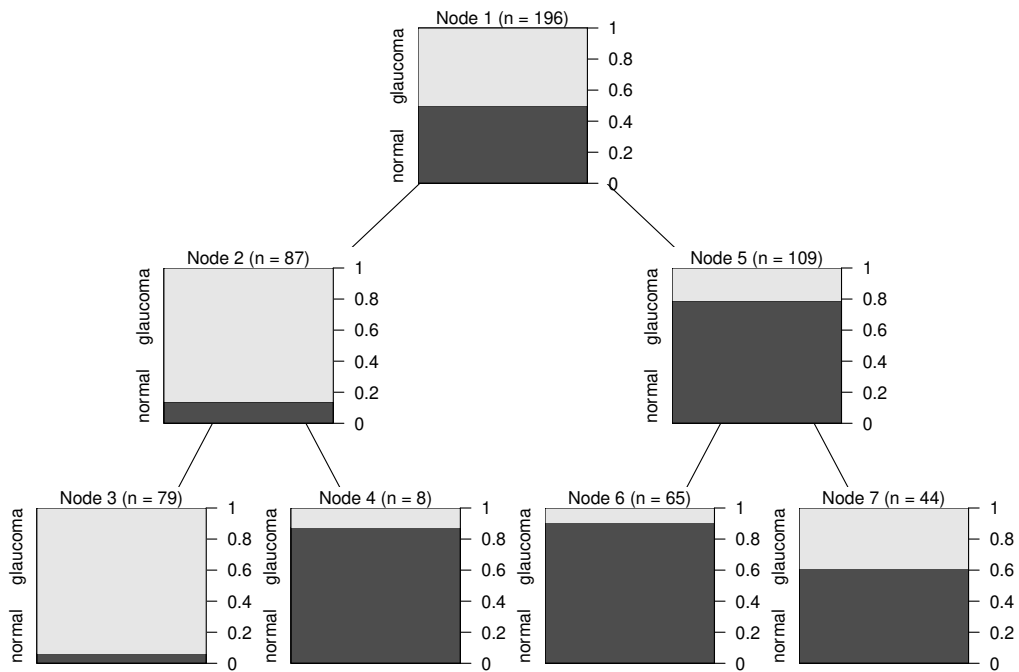 Node 1 (n = 196)
glaucoma
normal
1
0.8
0.6
0.4
0.2
0
Node 2 (n = 87)
glaucoma
normal
1
0.8
0.6
0.4
0.2
0
Node 5 (n = 109)
glaucoma
normal
1
0.8
0.6
0.4
0.2
0
Node 3 (n = 79)
glaucoma
normal
1
0.8
0.6
0.4
0.2
0
Node 4 (n = 8)
glaucoma
normal
1
0.8
0.6
0.4
0.2
0
Node 6 (n = 65)
glaucoma
normal
1
0.8
0.6
0.4
0.2
0
Node 7 (n = 44)
glaucoma
normal
1
0.8
0.6
0.4
0.2
0